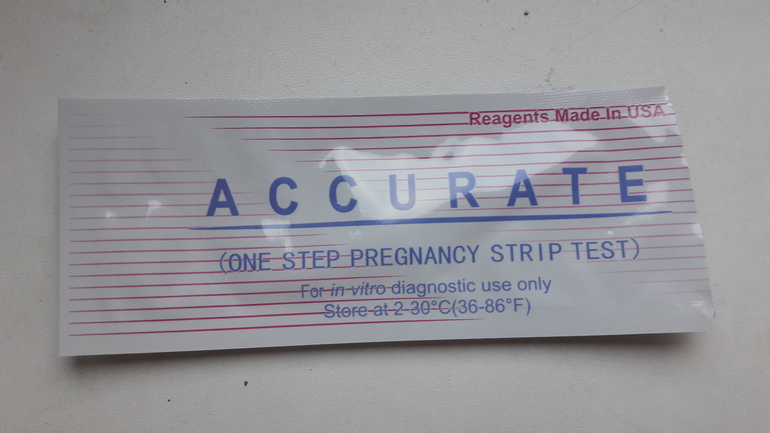 Reagents Made In USA
ACCURATE
(ONE STEP PREGNANCY STRIP TEST)
For in vitro diagnostic use only
Store at 2-30°C(36-86°F)